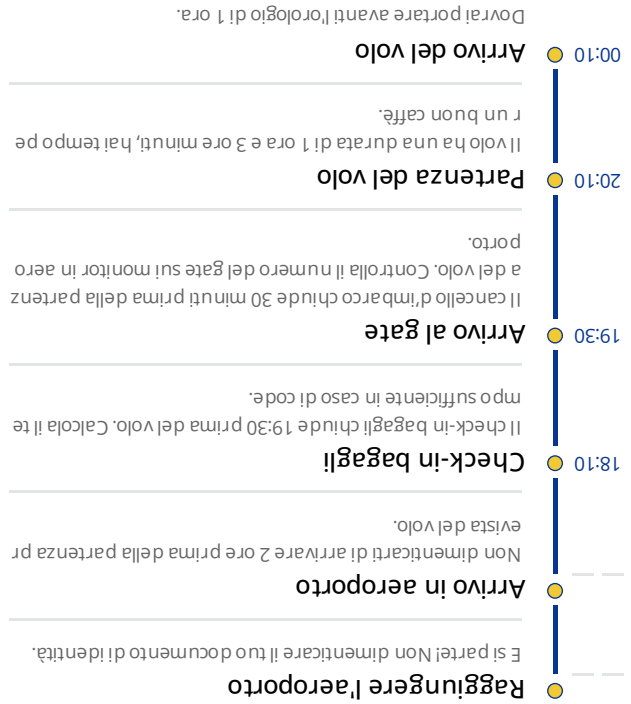 Raggiungere l'aeroporto
E si parte! Non dimenticare il tuo documento di identità.
Arrivo in aeroporto
Non dimenticarti di arrivare 2 ore prima della partenza pr
evista del volo.
18:10 Check-in bagagli
Il check-in bagagli chiude 19:30 prima del volo. Calcola il te
mpo sufficiente in caso di code.
19:30 Arrivo al gate
Il cancello d'imbarco chiude 30 minuti prima della partenz
a del volo. Controlla il numero del gate sui monitor in aero
porto.
20:10 Partenza del volo
Il volo ha una durata di 1 ora e 3 ore minuti, hai tempo pe
r un buon caffè.
00:10 Arrivo del volo
Dovrai portare avanti l'orologio di 1 ora.